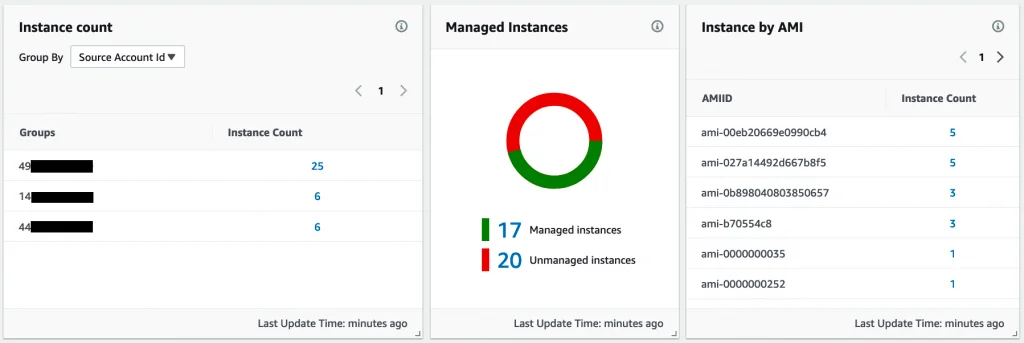 Instance count
Group By Source Account Id
1
Groups Instance Count
49 25
14 6
44 6
Last Update Time: minutes ago
Managed Instances
17 Managed instances
20 Unmanaged instances
Last Update Time: minutes ago
Instance by AMI
1
AMIID Instance Count
ami-00eb20669e0990cb4 5
ami-027a14492d667b8f5 5
ami-0b898040803850657 3
ami-b70554c8 3
ami-0000000035 1
ami-0000000252 1
Last Update Time: minutes ago